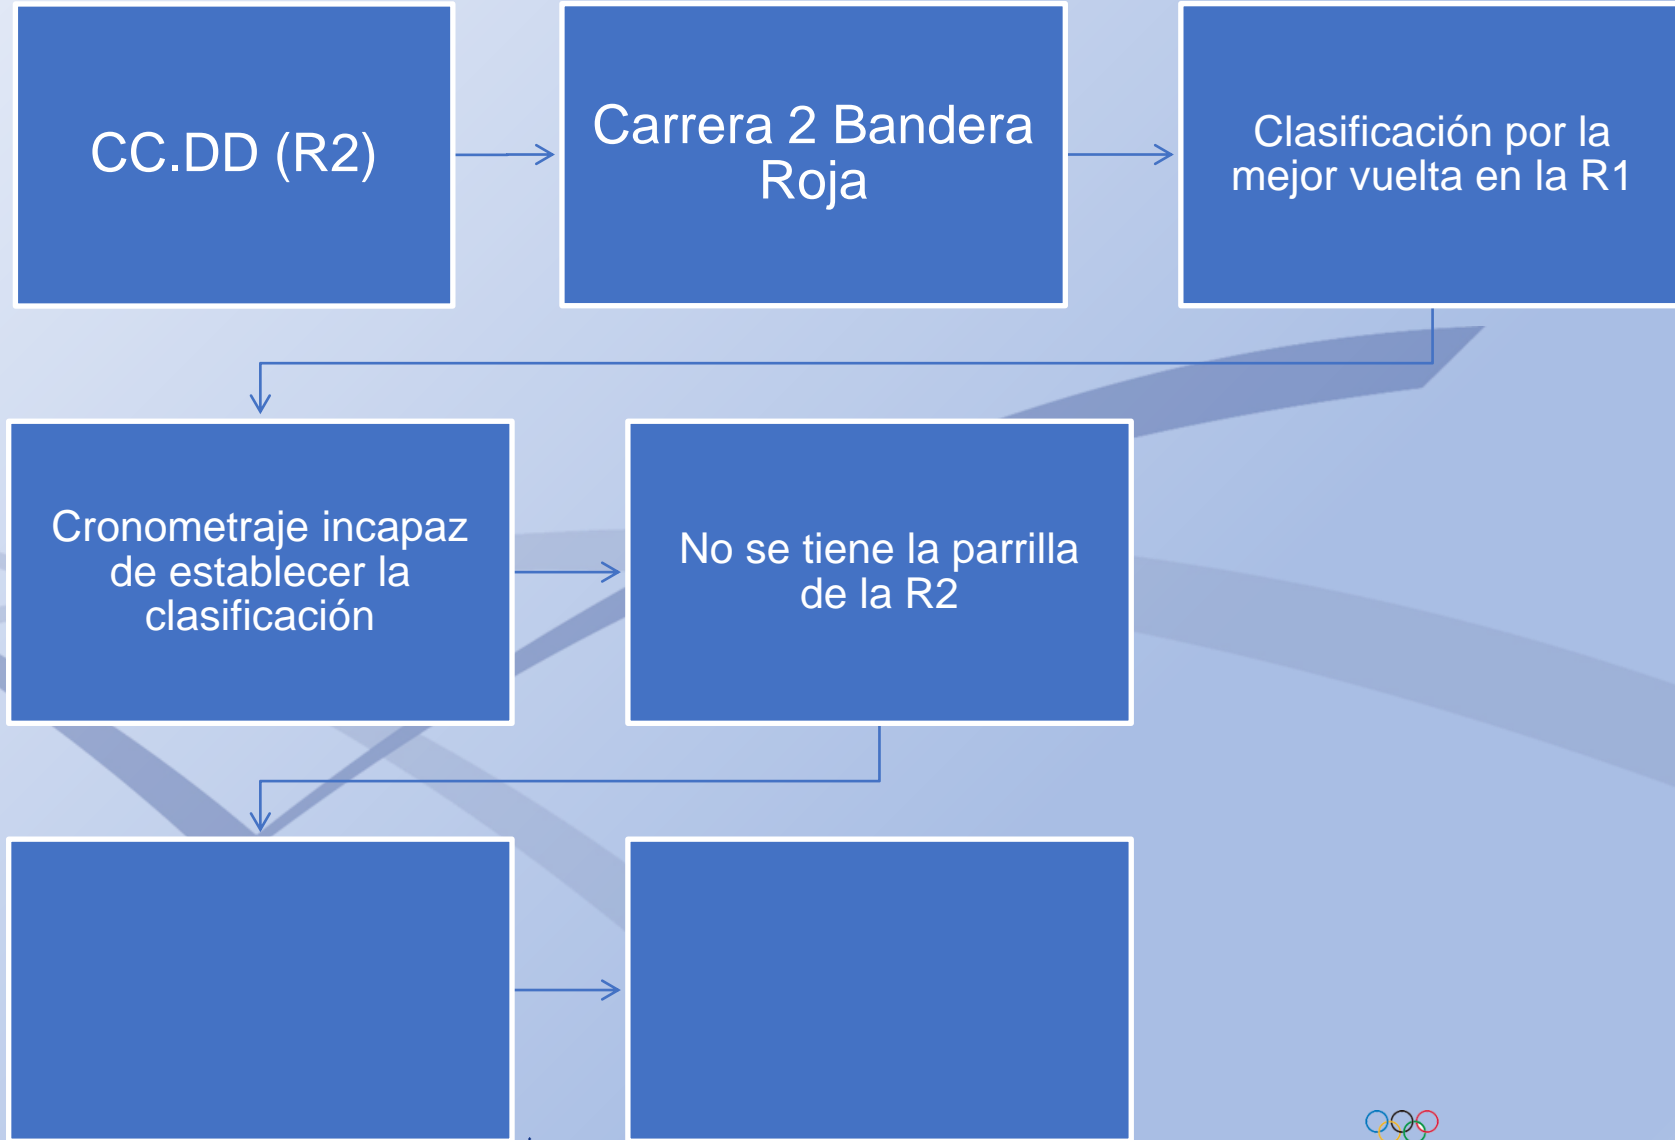 CC.DD (R2)
Carrera 2 Bandera
Roja
Clasificación por la
mejor vuelta en la R1
Cronometraje incapaz
de establecer la
clasificación
No se tiene la parrilla
de la R2